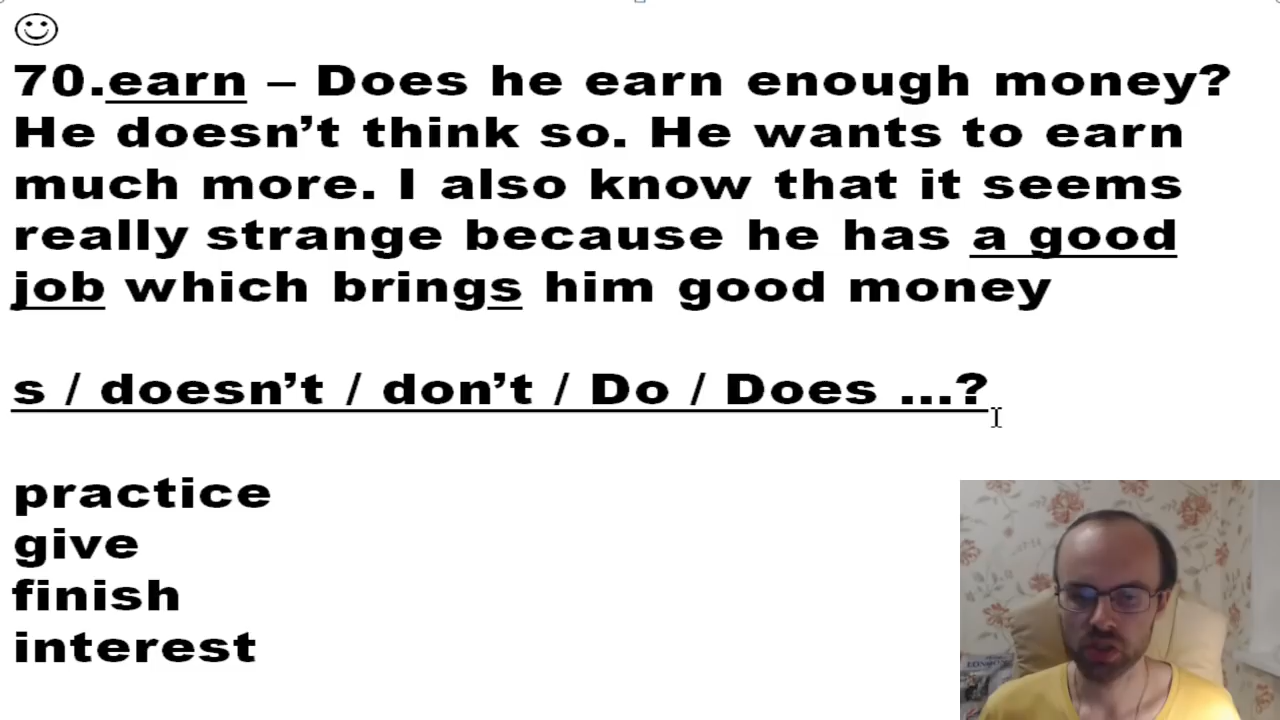 70.earn – Does he earn enough money?
He doesn’t think so. He wants to earn
much more. I also know that it seems
really strange because he has a good
job which brings him good money
s / doesn’t / don’t / Do / Does ...?
practice
give
finish
interest